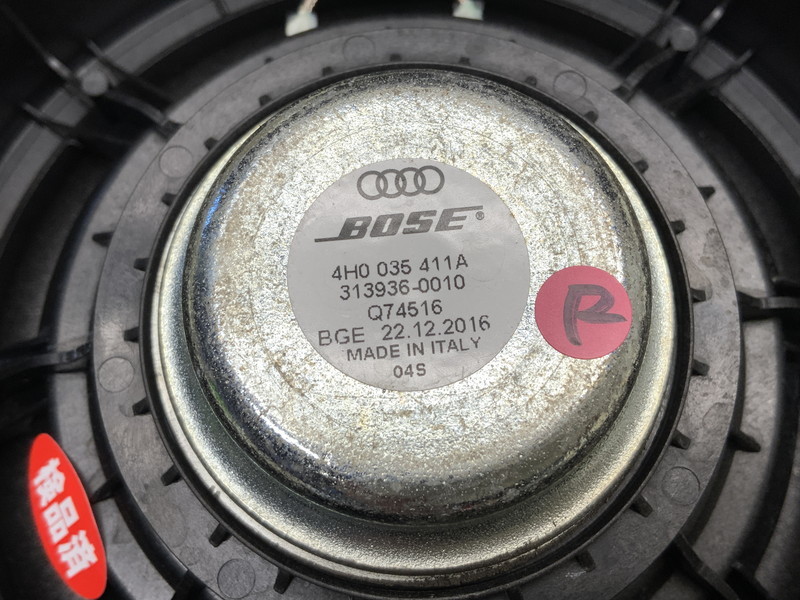 BOSE®
4H0 035 411A
313936-0010
Q74516
BGE 22.12.2016
MADE IN ITALY
04S
R
検品済